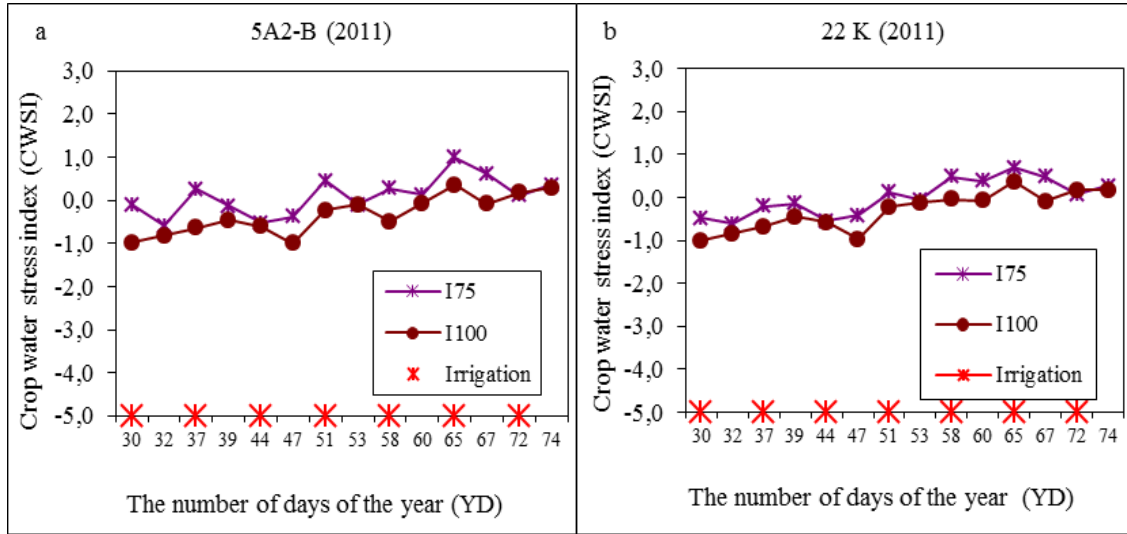 a
5A2-B (2011)
Crop water stress index (CWSI)
3,0
2,0
1,0
0,0
-1,0
-2,0
-3,0
-4,0
-5,0
I75
I100
Irrigation
30 32 37 39 44 47 51 53 58 60 65 67 72 74
The number of days of the year (YD)
b
22 K (2011)
Crop water stress index (CWSI)
3,0
2,0
1,0
0,0
-1,0
-2,0
-3,0
-4,0
-5,0
I75
I100
Irrigation
30 32 37 39 44 47 51 53 58 60 65 67 72 74
The number of days of the year (YD)